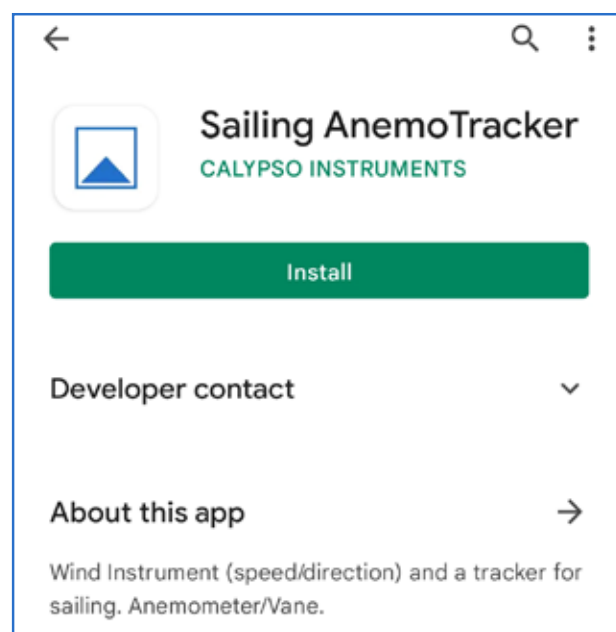 Sailing AnemoTracker
CALYPSO INSTRUMENTS
Install
Developer contact
About this app
Wind Instrument (speed/direction) and a tracker for
sailing. Anemometer/Vane.